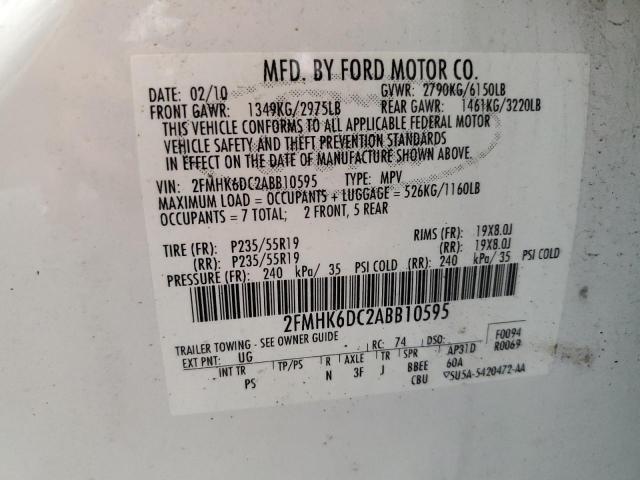 MFD. BY FORD MOTOR CO.
DATE: 02/10 GVWR: 2790KG/6150LB
FRONT GAWR: 1349KG/2975LB REAR GAWR: 1461KG/3220LB
THIS VEHICLE CONFORMS TO ALL APPLICABLE FEDERAL MOTOR
VEHICLE SAFETY AND THEFT PREVENTION STANDARDS
IN EFFECT ON THE DATE OF MANUFACTURE SHOWN ABOVE.
VIN: 2FMHK6DC2ABB10595 TYPE: MPV
MAXIMUM LOAD = OCCUPANTS + LUGGAGE = 526KG/1160LB
OCCUPANTS = 7 TOTAL; 2 FRONT, 5 REAR
TIRE (FR): P235/55R19 RIMS (FR): 19X8.0J
(RR): P235/55R19 (RR): 19X8.0J
PRESSURE (FR): 240 kPa/ 35 PSI COLD (RR): 240 kPa/ 35 PSI COLD
2FMHK6DC2ABB10595
TRAILER TOWING - SEE OWNER GUIDE RC: 74 DSO: F0094
EXT PNT: UG AP31D R0069
INT TR TP/PS R AXLE TR SPR 60A
PS N 3F J BBEE
CBU 5U5A-5420472-AA